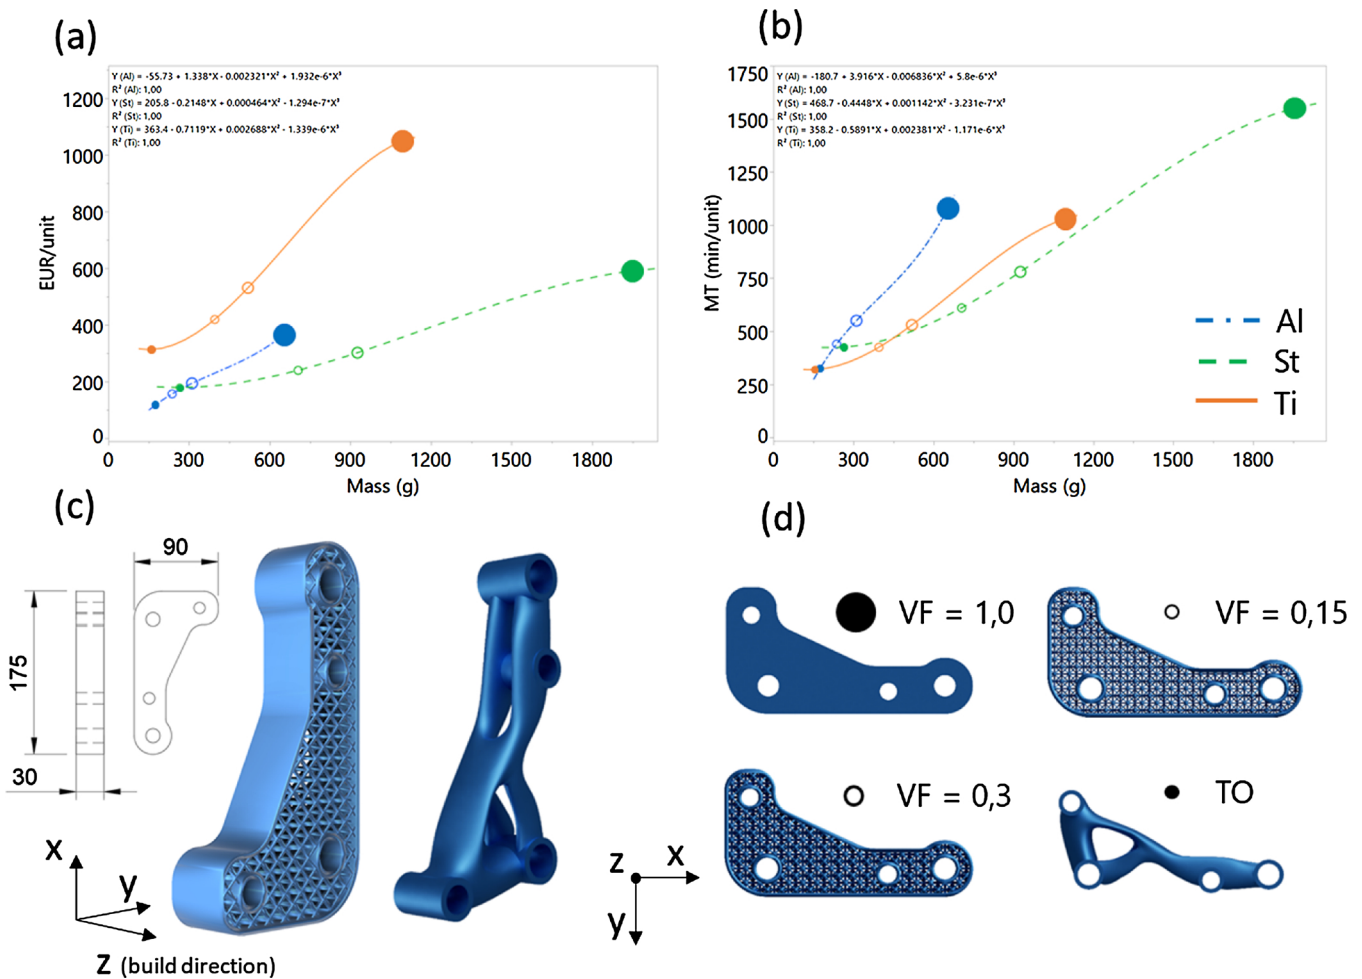 (a)
Y (Al) = -55.73 + 1.338*X - 0.002321*X² + 1.932e-6*X³
R² (Al): 1,00
Y (St) = 205.8 - 0.2148*X + 0.000464*X² - 1.294e-7*X³
R² (St): 1,00
Y (Ti) = 363.4 - 0.7119*X + 0.002688*X² - 1.339e-6*X³
R² (Ti): 1,00
1200
1000
800
600
400
200
0
EUR/unit
0 300 600 900 1200 1500 1800
Mass (g)
(b)
Y (Al) = -180.7 + 3.916*X - 0.006836*X² + 5.8e-6*X³
R² (Al): 1,00
Y (St) = 468.7 - 0.4448*X + 0.001142*X² - 3.231e-7*X³
R² (St): 1,00
Y (Ti) = 358.2 - 0.5891*X + 0.002381*X² - 1.171e-6*X³
R² (Ti): 1,00
1750
1500
1250
1000
750
500
250
0
MT (min/unit)
Al
St
Ti
0 300 600 900 1200 1500 1800
Mass (g)
(c)
90
175
30
x
y
z (build direction)
(d)
VF = 1,0
VF = 0,15
VF = 0,3
TO
z
x
y